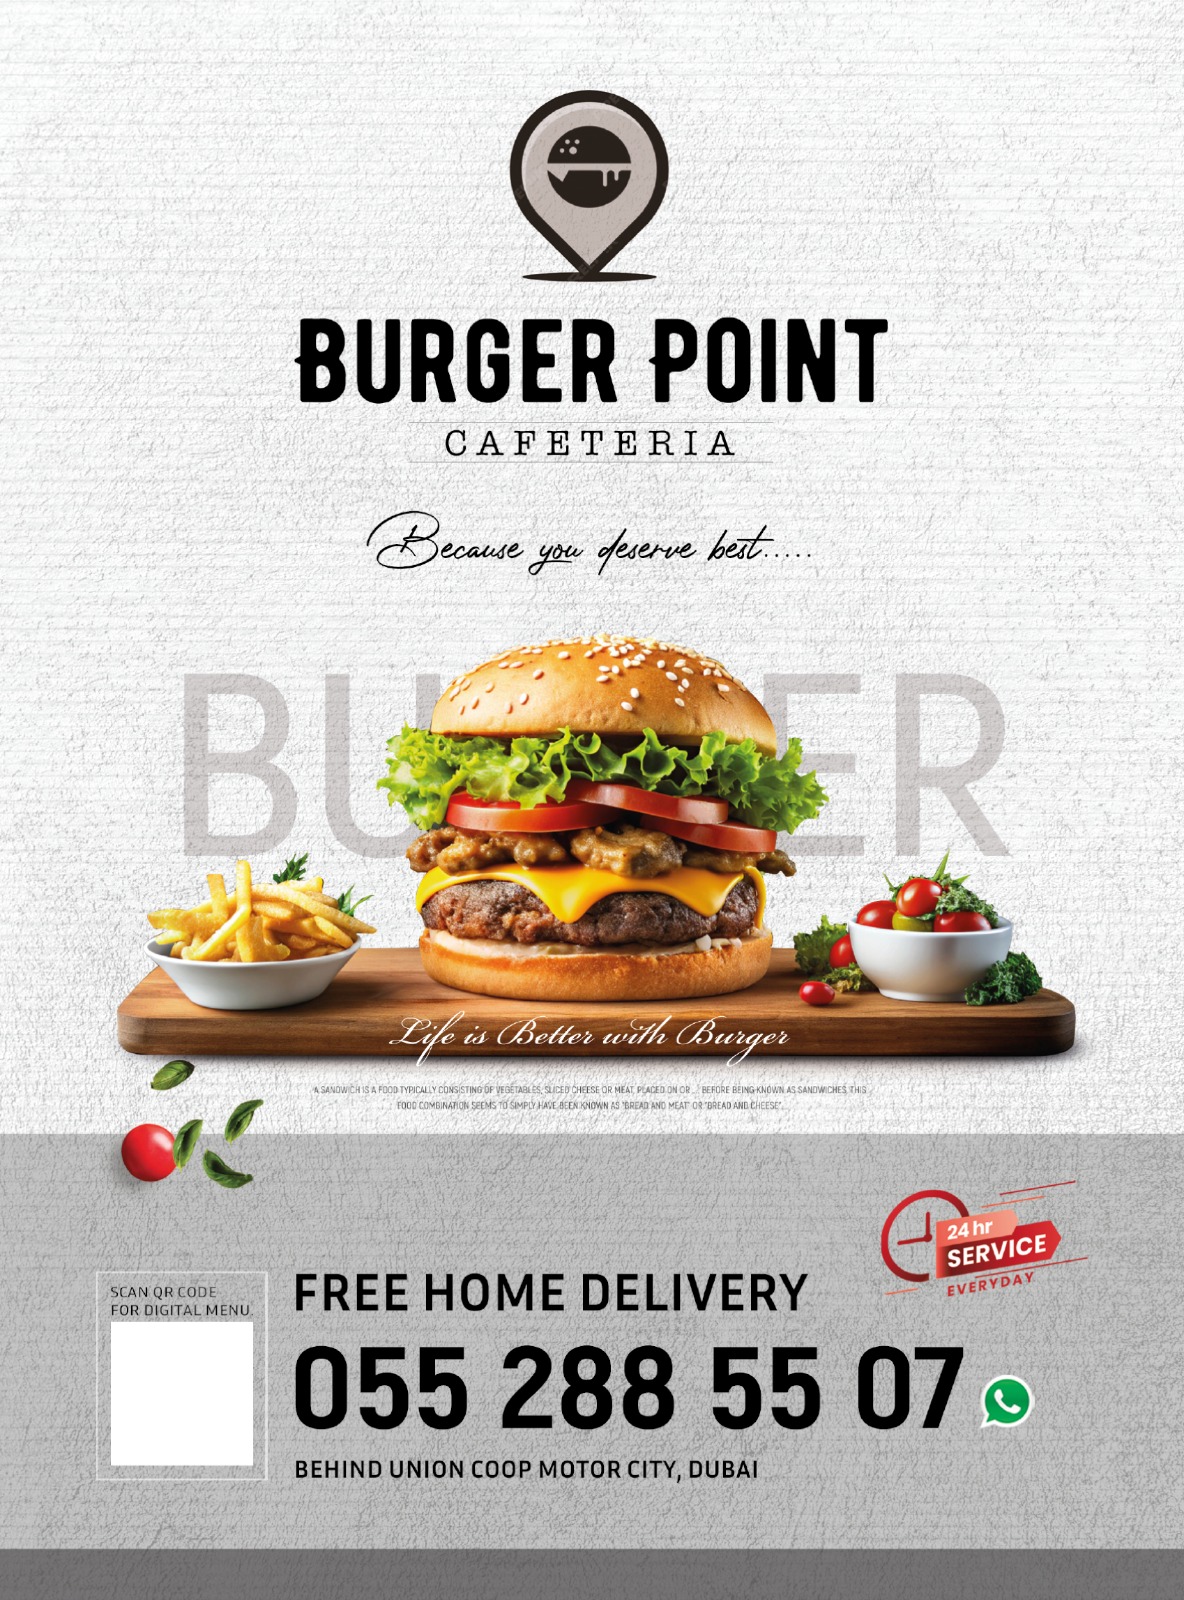 BURGER POINT
CAFETERIA
Because you deserve best.....
BURGER
Life is Better with Burger
"A SANDWICH IS A FOOD TYPICALLY CONSISTING OF VEGETABLES, SLICED CHEESE OR MEAT, PLACED ON OR ... BEFORE BEING KNOWN AS SANDWICHES, THIS
FOOD COMBINATION SEEMS TO SIMPLY HAVE BEEN KNOWN AS "BREAD AND MEAT" OR "BREAD AND CHEESE".
24 hr
SERVICE
EVERYDAY
SCAN QR CODE
FOR DIGITAL MENU.
FREE HOME DELIVERY
055 288 55 07
BEHIND UNION COOP MOTOR CITY, DUBAI